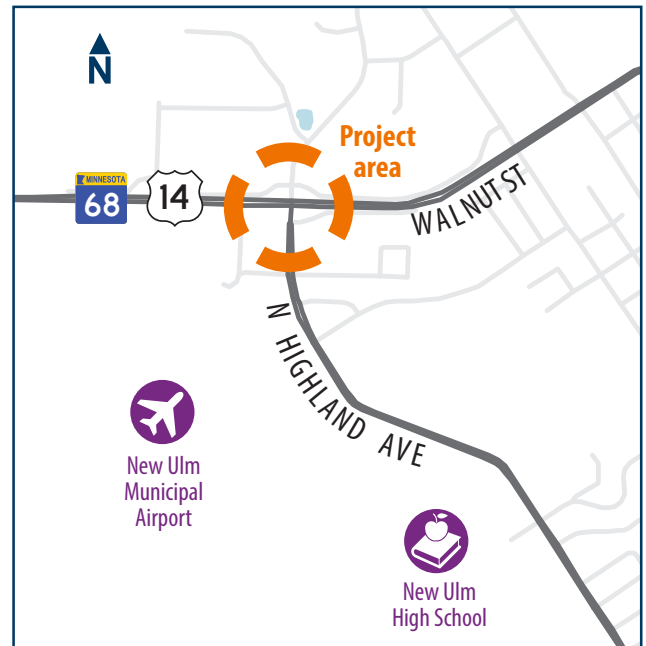 N
Project
area
MINNESOTA
68
14
WALNUT ST
N HIGHLAND AVE
New Ulm
Municipal
Airport
New Ulm
High School